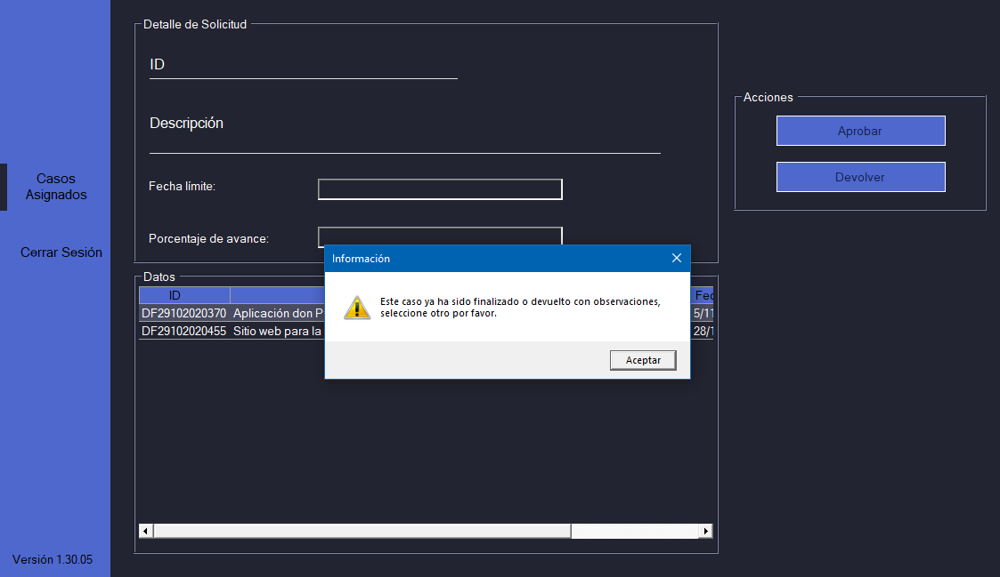 Casos
Asignados
Cerrar Sesión
Versión 1.30.05
Detalle de Solicitud
ID
Descripción
Fecha límite:
Porcentaje de avance:
Acciones
Aprobar
Devolver
Datos
ID Fec
DF29102020370 Aplicación don P 5/11
DF29102020455 Sitio web para la 28/1
Información
Este caso ya ha sido finalizado o devuelto con observaciones,
seleccione otro por favor.
Aceptar